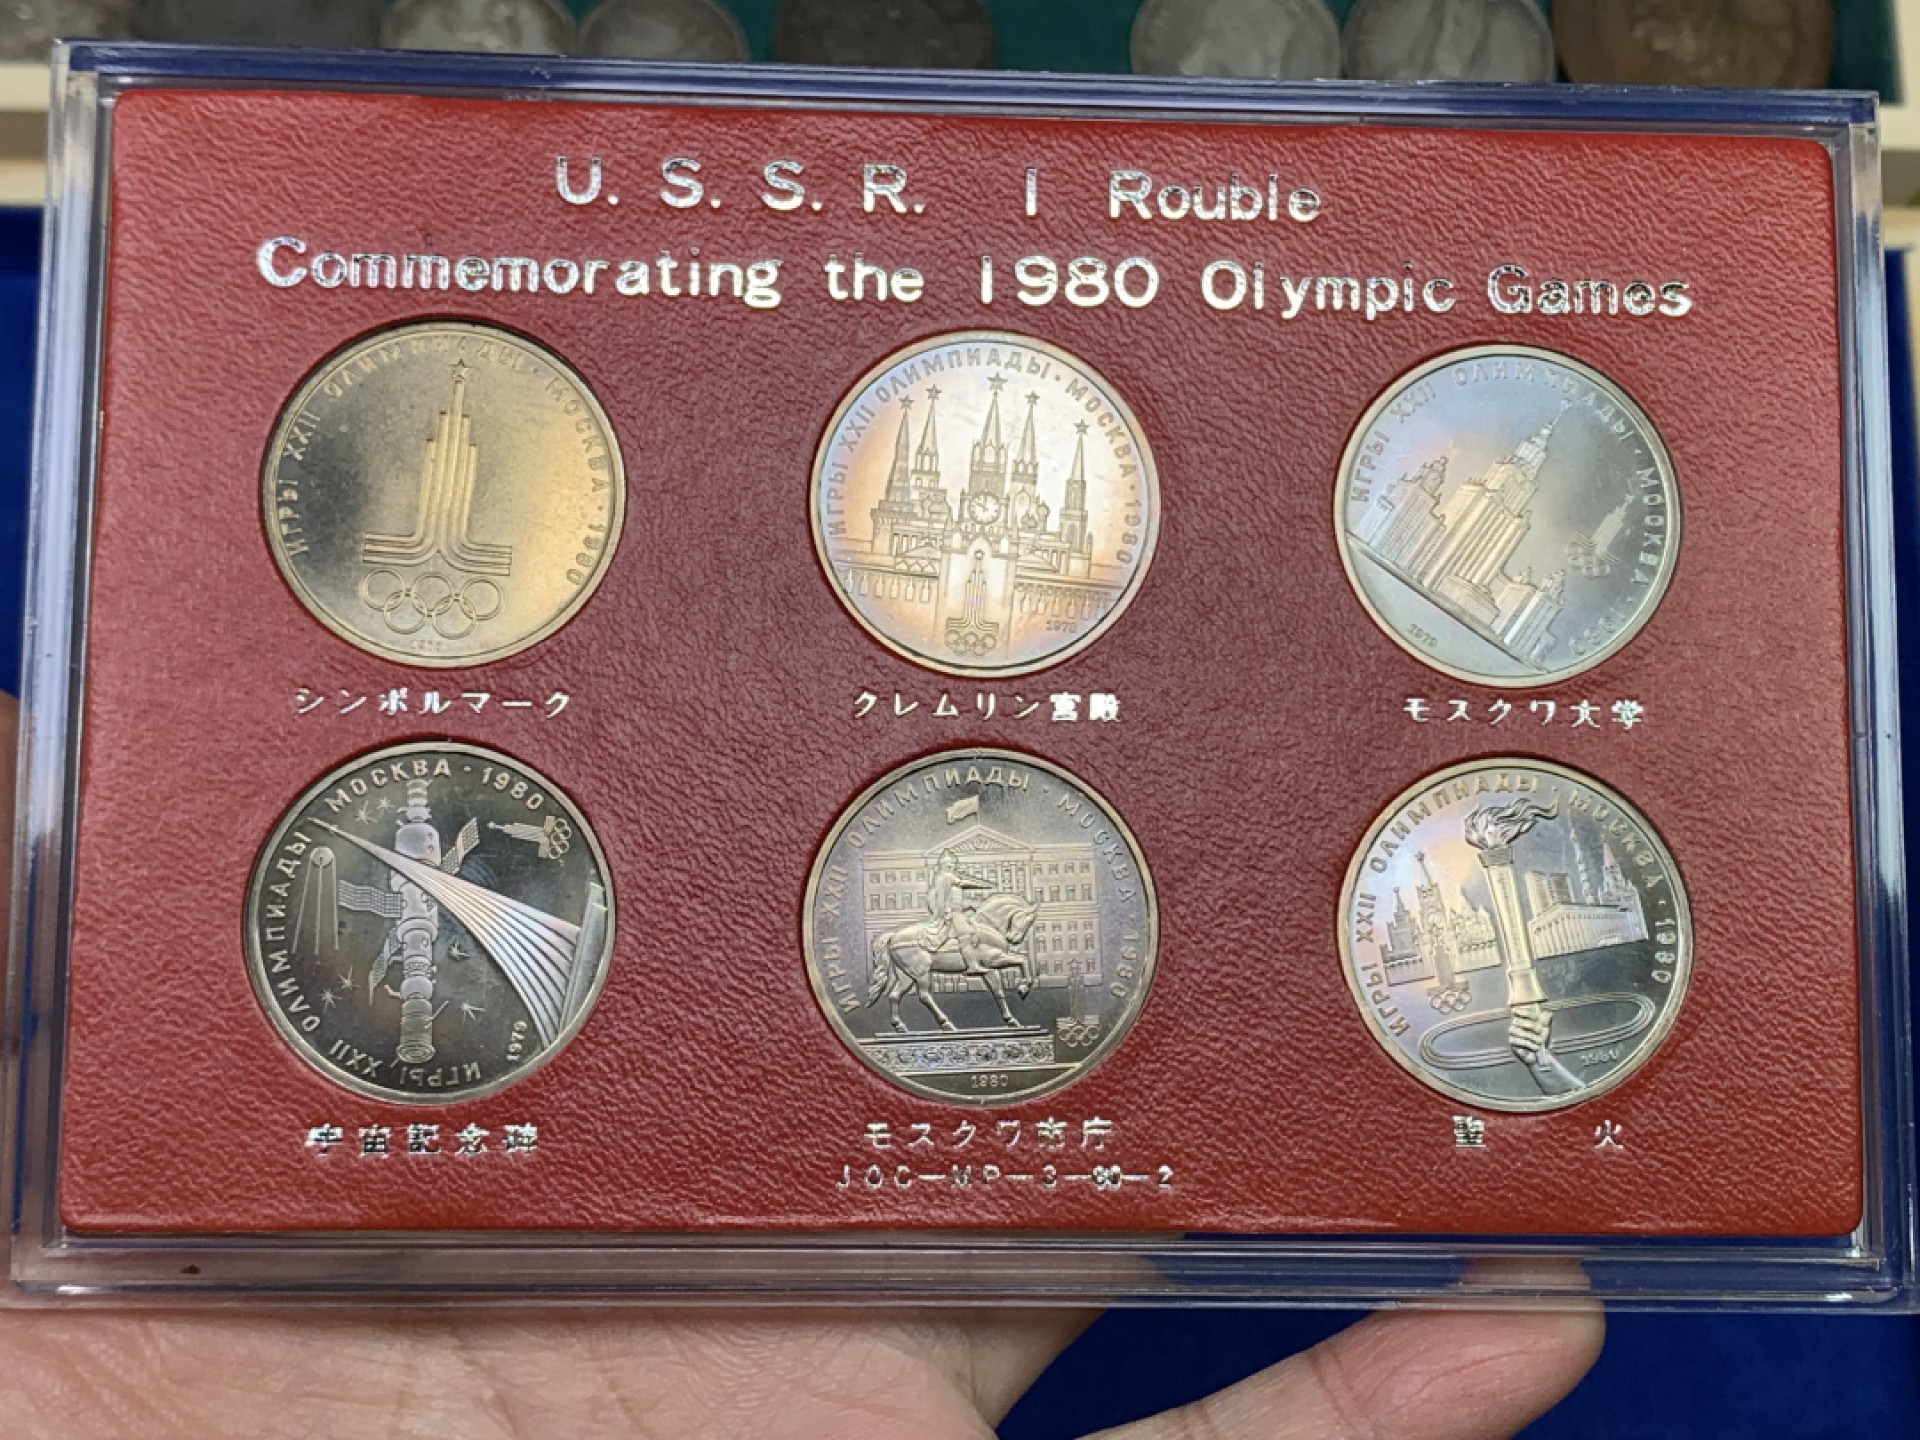 U. S. S. R. 1 Rouble
Commemorating the 1980 Olympic Games
ИГРЫ XXII ОЛИМПИАДЫ · МОСКВА · 1980
ИГРЫ XXII ОЛИМПИАДЫ · МОСКВА · 1980
1978
ИГРЫ XXII ОЛИМПИАДЫ · МОСКВА · 1980
1979
シンボルマーク クレムリン宮殿 モスクワ大学
ИГРЫ XXII ОЛИМПИАДЫ МОСКВА · 1980
1979
ИГРЫ XXII ОЛИМПИАДЫ · МОСКВА · 1980
1980
ИГРЫ XXII ОЛИМПИАДЫ · МОСКВА · 1980
1980
宇宙記念碑 モスクワ市庁 聖火
JOC-MP-3-80-2